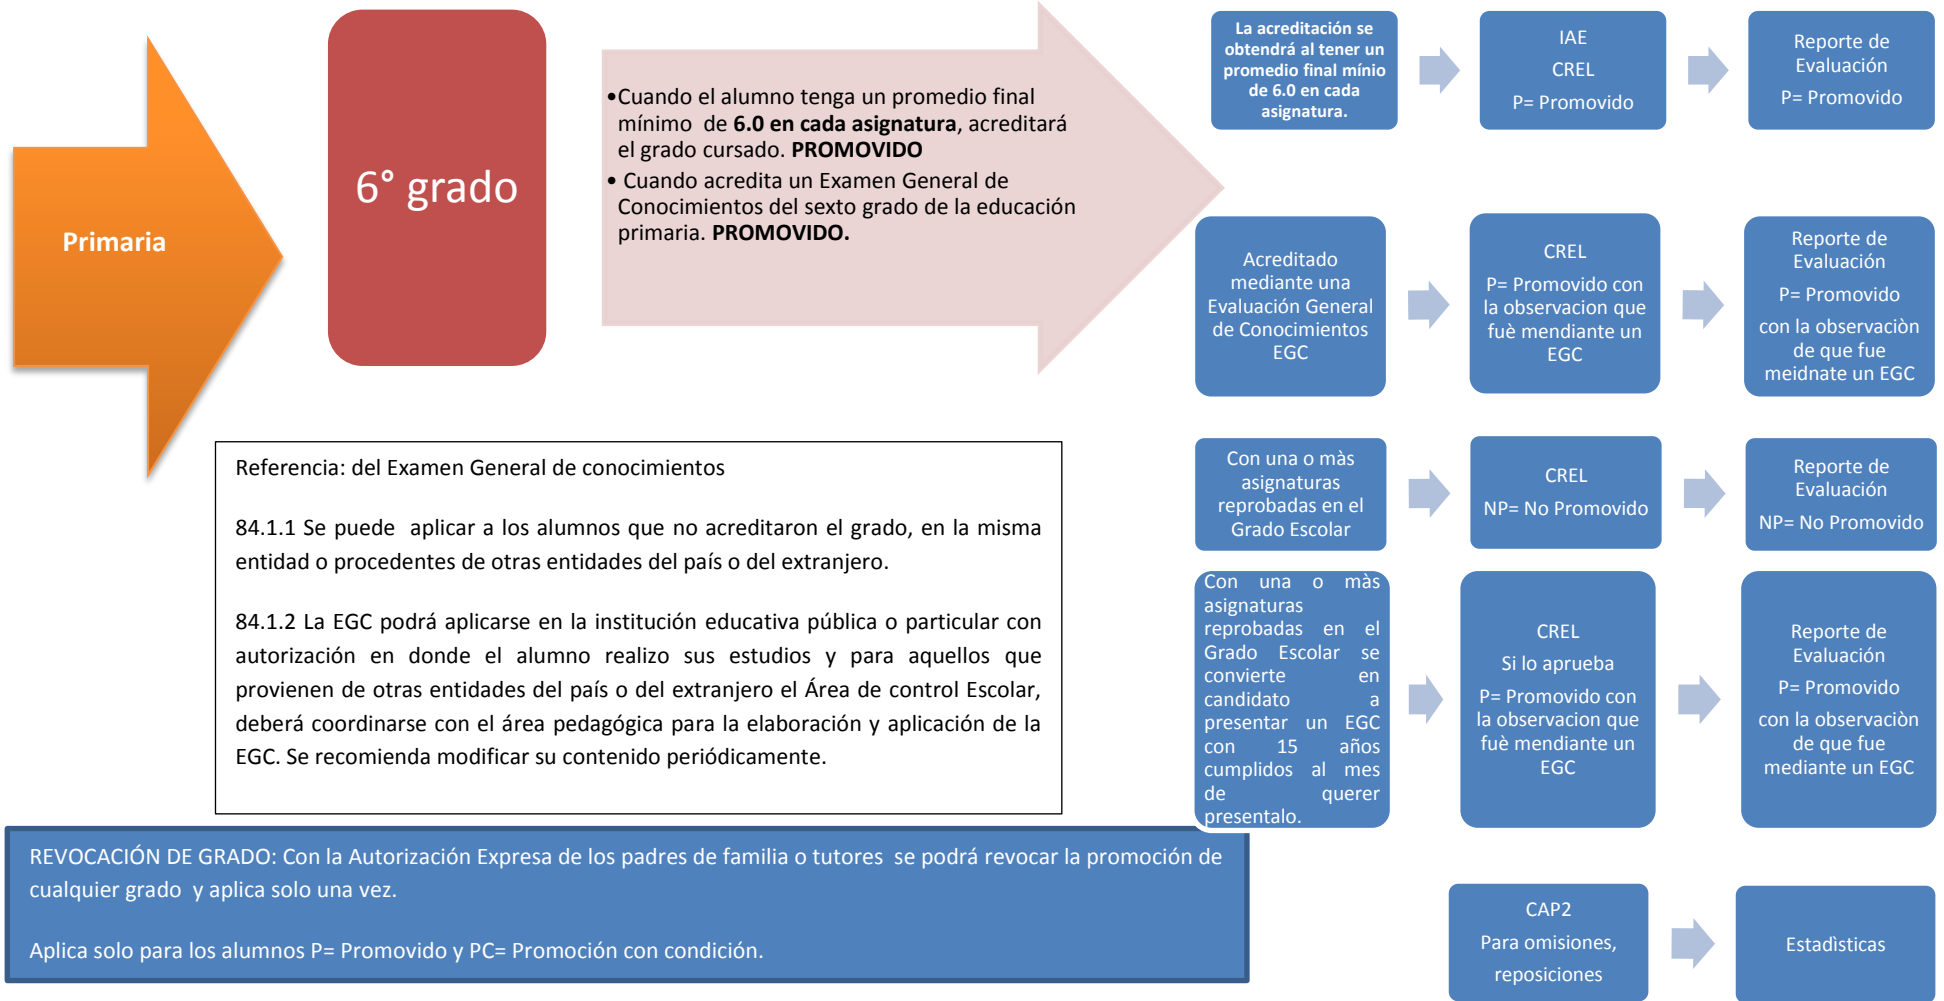 Primaria
6° grado
•Cuando el alumno tenga un promedio final
mínimo de 6.0 en cada asignatura, acreditará
el grado cursado. PROMOVIDO
• Cuando acredita un Examen General de
Conocimientos del sexto grado de la educación
primaria. PROMOVIDO.
La acreditación se
obtendrá al tener un
promedio final mínio
de 6.0 en cada
asignatura.
IAE
CREL
P= Promovido
Reporte de
Evaluación
P= Promovido
Acreditado
mediante una
Evaluación General
de Conocimientos
EGC
CREL
P= Promovido con
la observacion que
fuè mendiante un
EGC
Reporte de
Evaluación
P= Promovido
con la observaciòn
de que fue
meidnate un EGC
Con una o màs
asignaturas
reprobadas en el
Grado Escolar
CREL
NP= No Promovido
Reporte de
Evaluación
NP= No Promovido
Con una o màs
asignaturas
reprobadas en el
Grado Escolar se
convierte en
candidato a
presentar un EGC
con 15 años
cumplidos al mes
de querer
presentalo.
CREL
Si lo aprueba
P= Promovido con
la observacion que
fuè mendiante un
EGC
Reporte de
Evaluación
P= Promovido
con la observaciòn
de que fue
mediante un EGC
Referencia: del Examen General de conocimientos
84.1.1 Se puede aplicar a los alumnos que no acreditaron el grado, en la misma
entidad o procedentes de otras entidades del país o del extranjero.
84.1.2 La EGC podrá aplicarse en la institución educativa pública o particular con
autorización en donde el alumno realizo sus estudios y para aquellos que
provienen de otras entidades del país o del extranjero el Área de control Escolar,
deberá coordinarse con el área pedagógica para la elaboración y aplicación de la
EGC. Se recomienda modificar su contenido periódicamente.
REVOCACIÓN DE GRADO: Con la Autorización Expresa de los padres de familia o tutores se podrá revocar la promoción de
cualquier grado y aplica solo una vez.
Aplica solo para los alumnos P= Promovido y PC= Promoción con condición.
CAP2
Para omisiones,
reposiciones
Estadìsticas